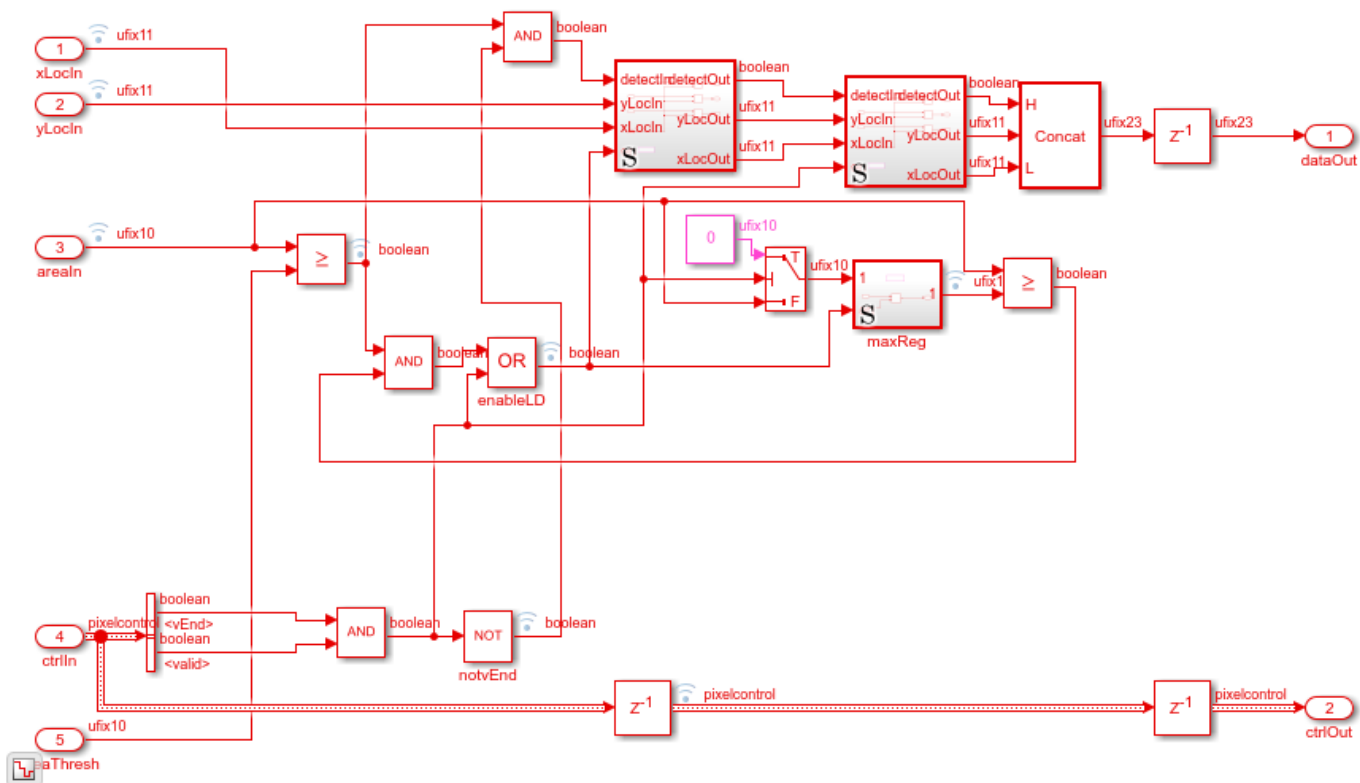 1
xLocIn
ufix11
2
yLocIn
ufix11
AND
boolean
detectIn
detectOut
yLocIn
yLocOut
xLocIn
xLocOut
S
boolean
ufix11
ufix11
detectIn
detectOut
yLocIn
yLocOut
xLocIn
xLocOut
S
boolean
ufix11
ufix11
H
Concat
L
ufix23
z-1
ufix23
1
dataOut
3
areaIn
ufix10
≥
boolean
0
ufix10
T
F
ufix10
1
1
S
maxReg
ufix1
≥
boolean
AND
boolean
OR
enableLD
boolean
4
ctrlIn
pixelcontrol
boolean
<vEnd>
boolean
<valid>
AND
boolean
NOT
notvEnd
boolean
z-1
pixelcontrol
z-1
pixelcontrol
2
ctrlOut
5
eaThresh
ufix10